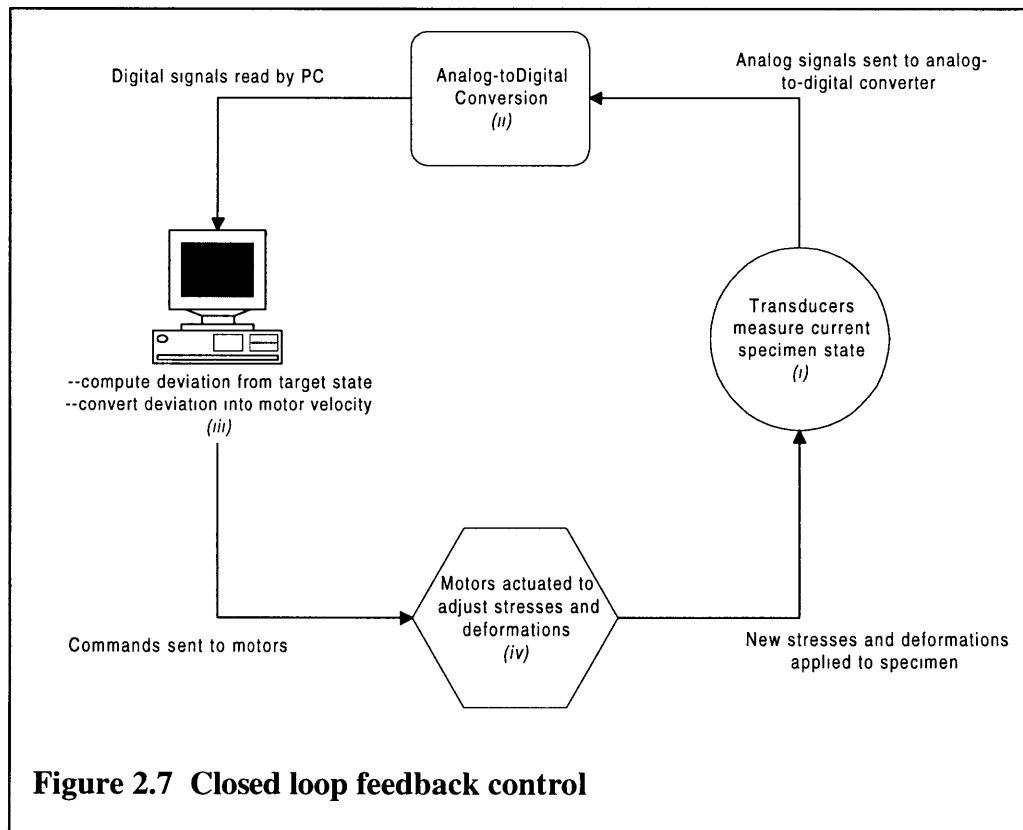 Digital signals read by PC
Analog-toDigital
Conversion
(ii)
Analog signals sent to analog-
to-digital converter
Transducers
measure current
specimen state
(i)
--compute deviation from target state
--convert deviation into motor velocity
(iii)
Motors actuated to
adjust stresses and
deformations
(iv)
Commands sent to motors
New stresses and deformations
applied to specimen
Figure 2.7 Closed loop feedback control